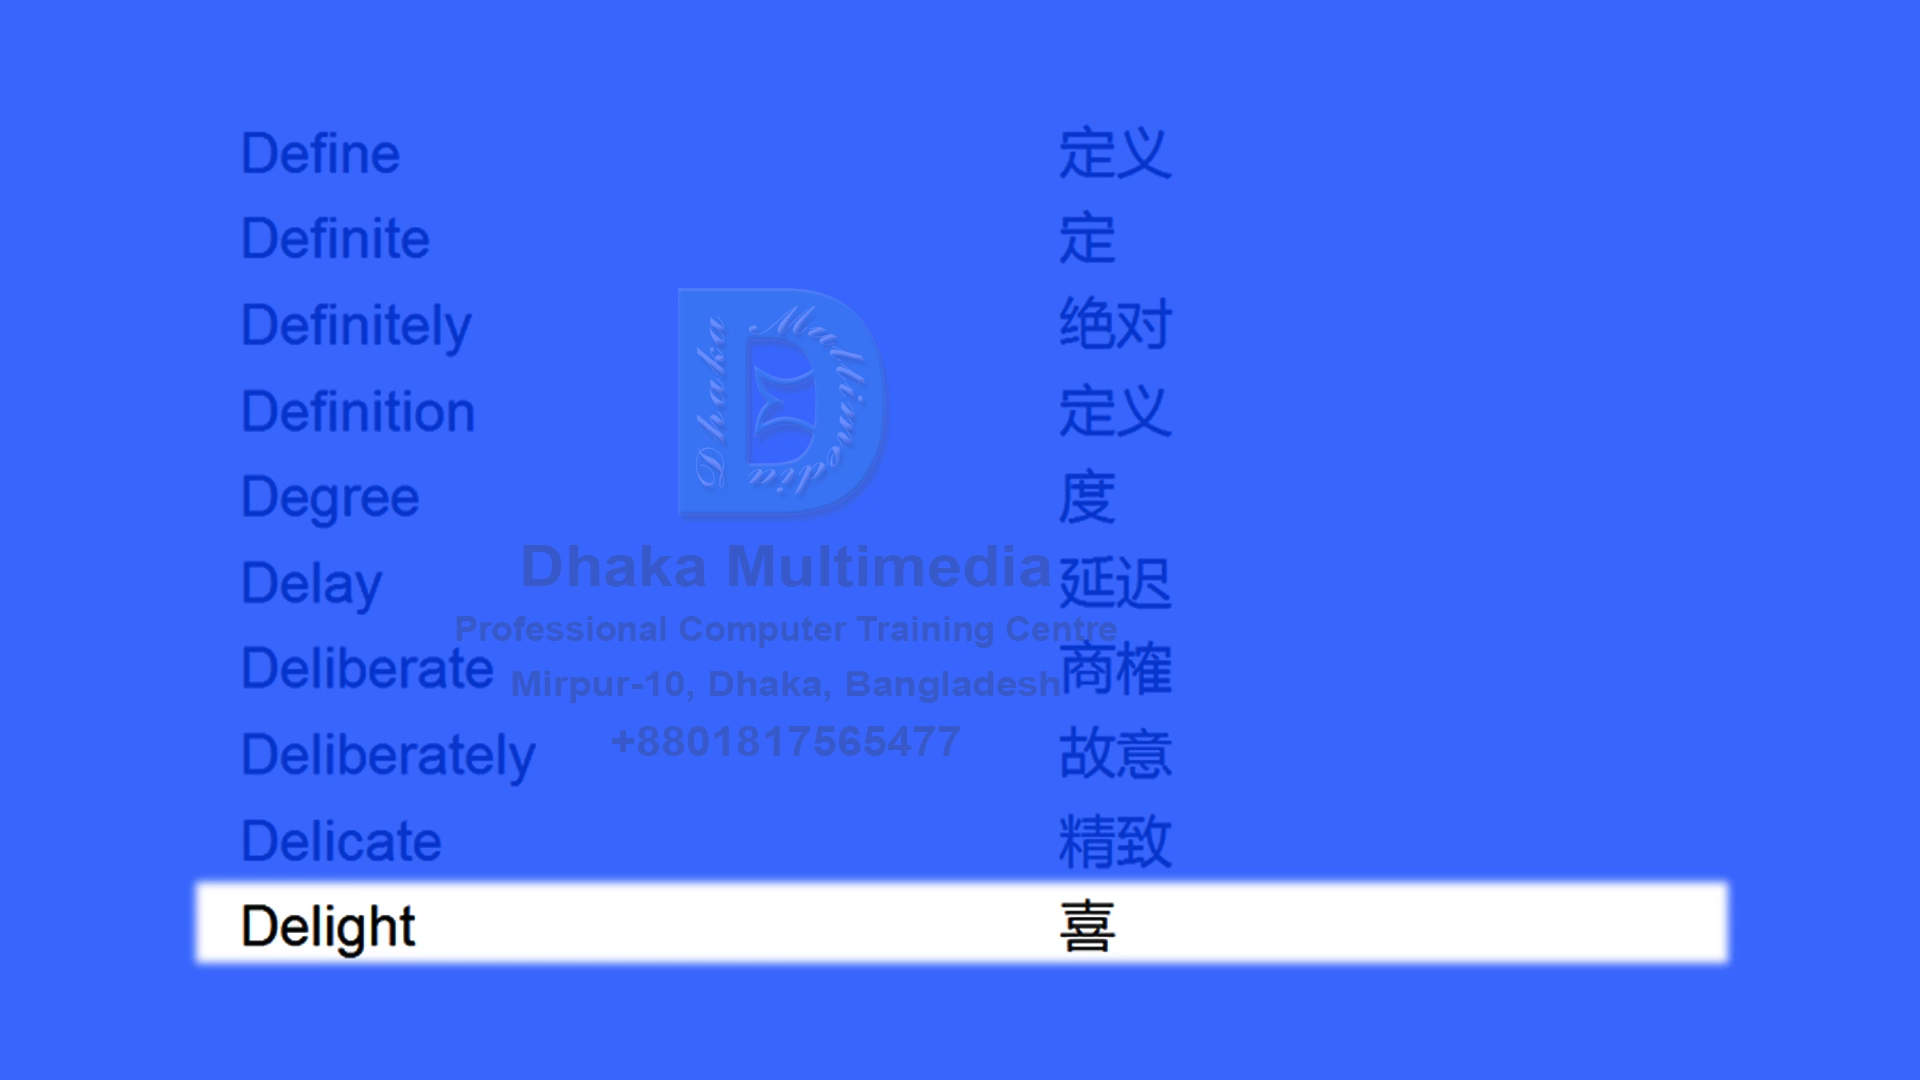 Define 定义
Definite 定
Definitely 绝对
Definition 定义
Degree 度
Delay 延迟
Deliberate 商榷
Deliberately 故意
Delicate 精致
Delight 喜
Dhaka Multimedia
Dhaka Multimedia
Professional Computer Training Centre
Mirpur-10, Dhaka, Bangladesh
+8801817565477